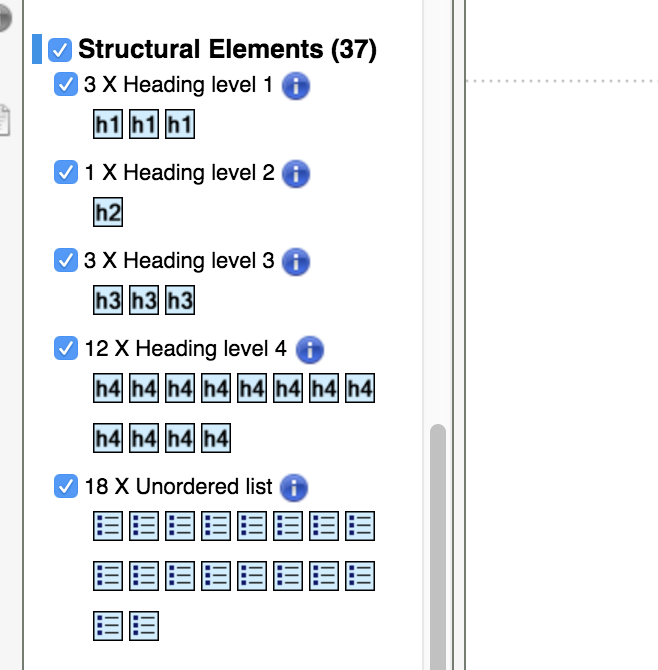 Structural Elements (37)
3 X Heading level 1
h1 h1 h1
1 X Heading level 2
h2
3 X Heading level 3
h3 h3 h3
12 X Heading level 4
h4 h4 h4 h4 h4 h4 h4 h4
h4 h4 h4 h4
18 X Unordered list